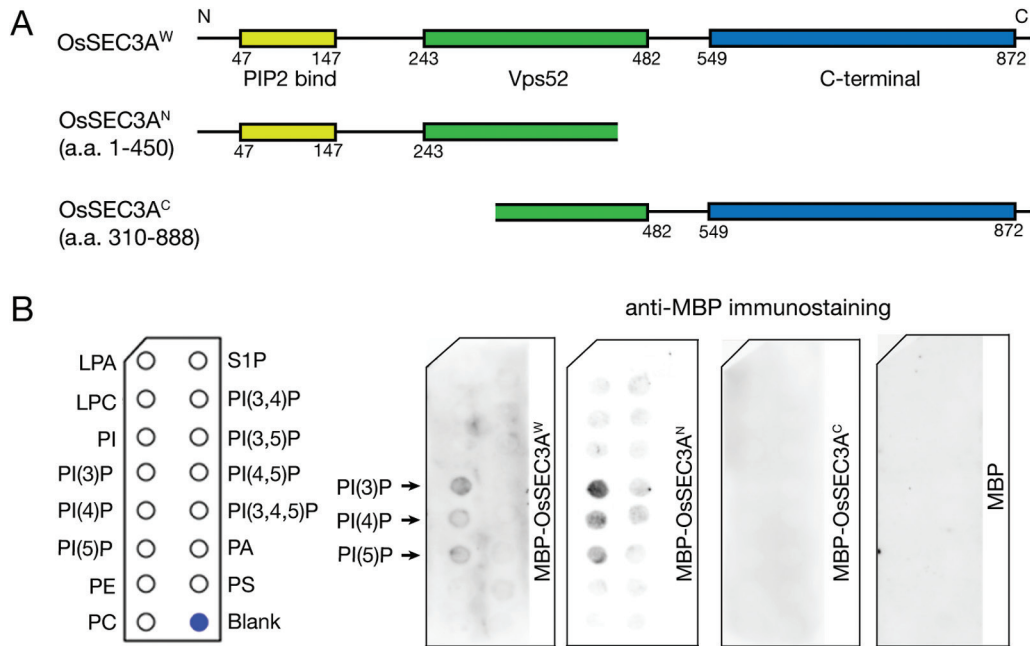 A
N
C
OsSEC3A^W
47 147 243 482 549 872
PIP2 bind Vps52 C-terminal
OsSEC3A^N
(a.a. 1-450)
47 147 243
OsSEC3A^C
(a.a. 310-888)
482 549 872
B
anti-MBP immunostaining
LPA S1P
LPC PI(3,4)P
PI PI(3,5)P
PI(3)P PI(4,5)P
PI(4)P PI(3,4,5)P
PI(5)P PA
PE PS
PC Blank
PI(3)P
PI(4)P
PI(5)P
MBP-OsSEC3A^W
MBP-OsSEC3A^N
MBP-OsSEC3A^C
MBP